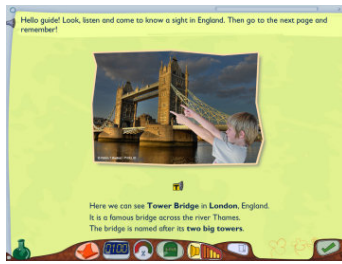 Hello guide! Look, listen and come to know a sight in England. Then go to the next page and
remember!
Here we can see Tower Bridge in London, England.
It is a famous bridge across the river Thames.
The bridge is named after its two big towers.